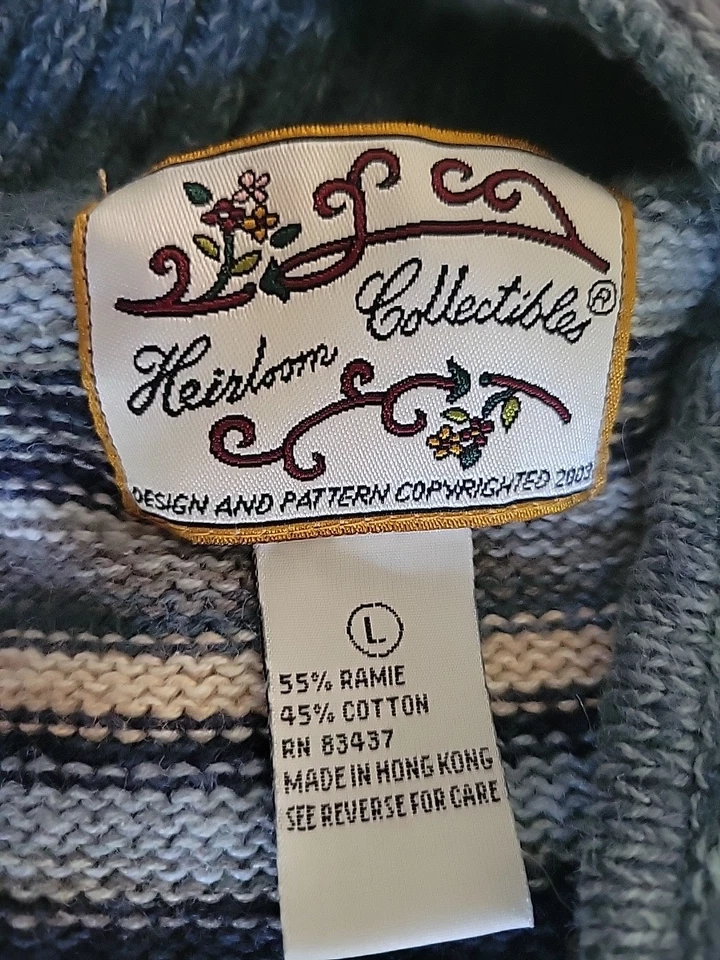 Heirloom Collectibles®
DESIGN AND PATTERN COPYRIGHTED 2003
L
55% RAMIE
45% COTTON
RN 83437
MADE IN HONG KONG
SEE REVERSE FOR CARE